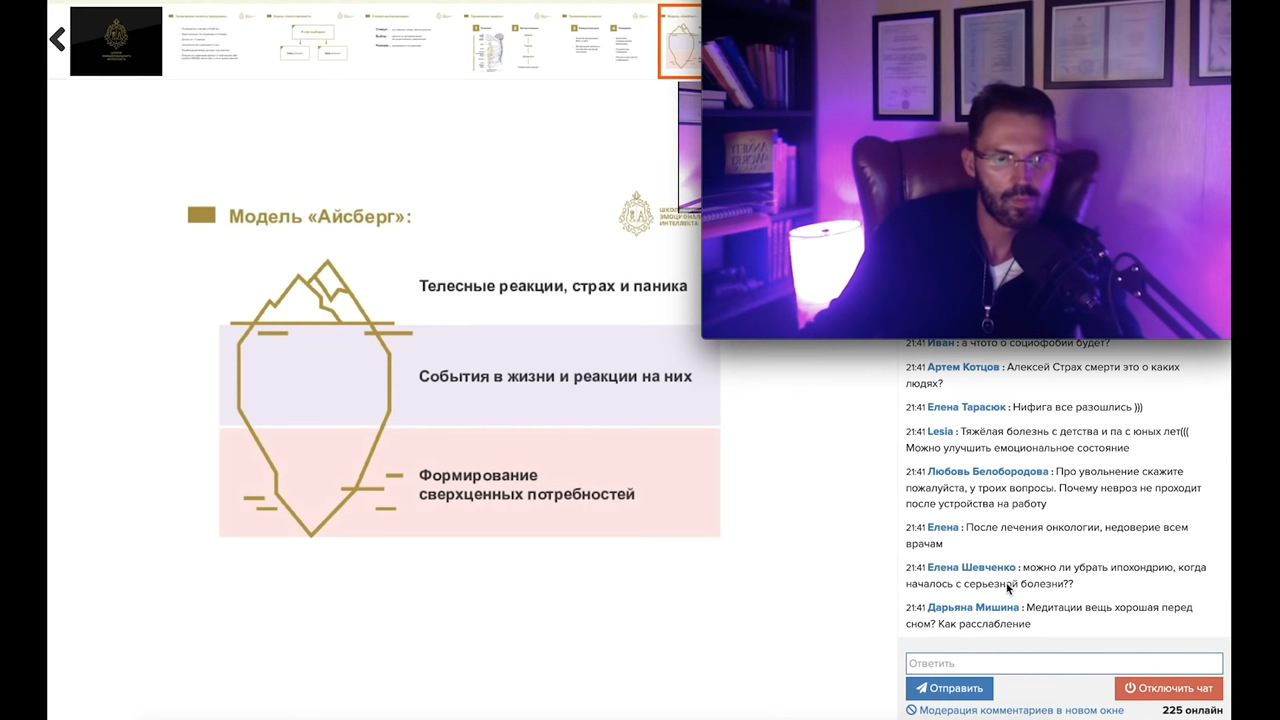 Модель «Айсберг»:
Телесные реакции, страх и паника
События в жизни и реакции на них
Формирование
сверхценных потребностей
ANXIETY
WORRY
21:41 Иван : а чтото о социофобии будет?
21:41 Артем Котцов : Алексей Страх смерти это о каких
людях?
21:41 Елена Тарасюк : Нифига все разошлись )))
21:41 Lesia : Тяжёлая болезнь с детства и па с юных лет(((
Можно улучшить емоциональное состояние
21:41 Любовь Белобородова : Про увольнение скажите
пожалуйста, у троих вопросы. Почему невроз не проходит
после устройства на работу
21:41 Елена : После лечения онкологии, недоверие всем
врачам
21:41 Елена Шевченко : можно ли убрать ипохондрию, когда
началось с серьезной болезни??
21:41 Дарьяна Мишина : Медитации вещь хорошая перед
сном? Как расслабление
Ответить
Отправить
Отключить чат
Модерация комментариев в новом окне
225 онлайн